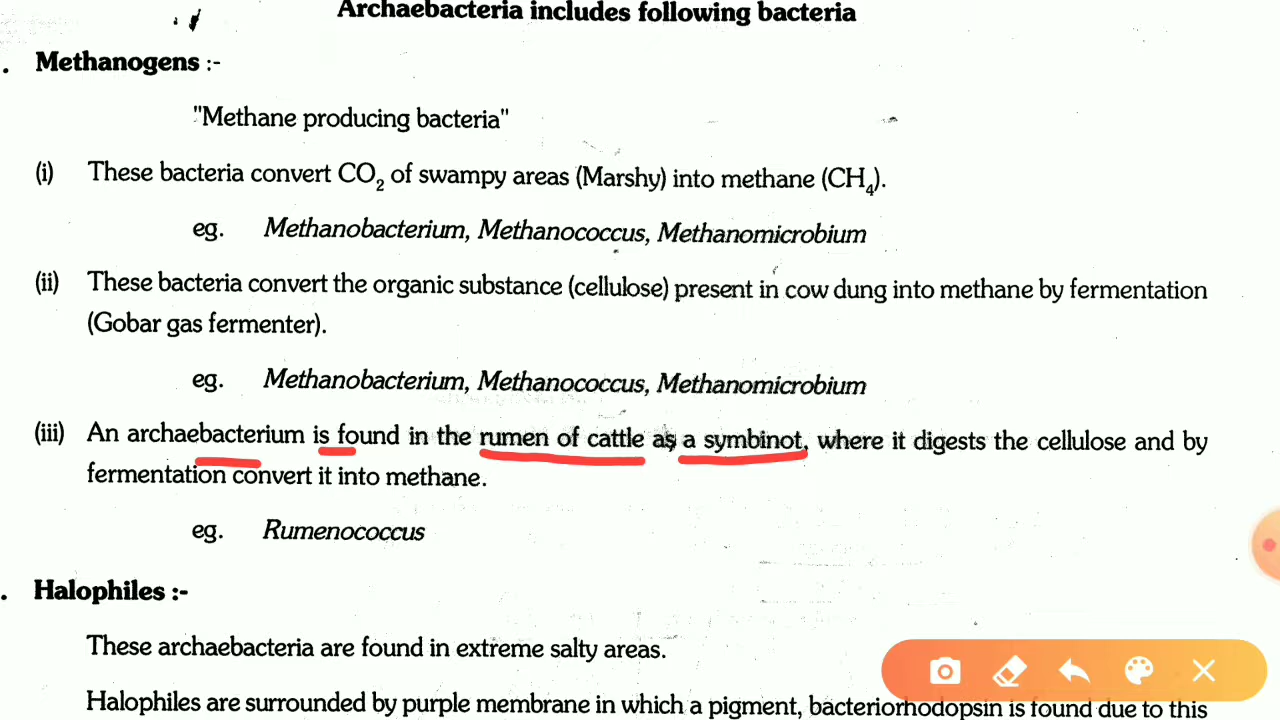 Archaebacteria includes following bacteria
. Methanogens :-
"Methane producing bacteria"
(i) These bacteria convert CO₂ of swampy areas (Marshy) into methane (CH₄).
eg. Methanobacterium, Methanococcus, Methanomicrobium
(ii) These bacteria convert the organic substance (cellulose) present in cow dung into methane by fermentation
(Gobar gas fermenter).
eg. Methanobacterium, Methanococcus, Methanomicrobium
(iii) An archaebacterium is found in the rumen of cattle as a symbinot, where it digests the cellulose and by
fermentation convert it into methane.
eg. Rumenococcus
. Halophiles :-
These archaebacteria are found in extreme salty areas.
Halophiles are surrounded by purple membrane in which a pigment, bacteriorhodopsin is found due to this